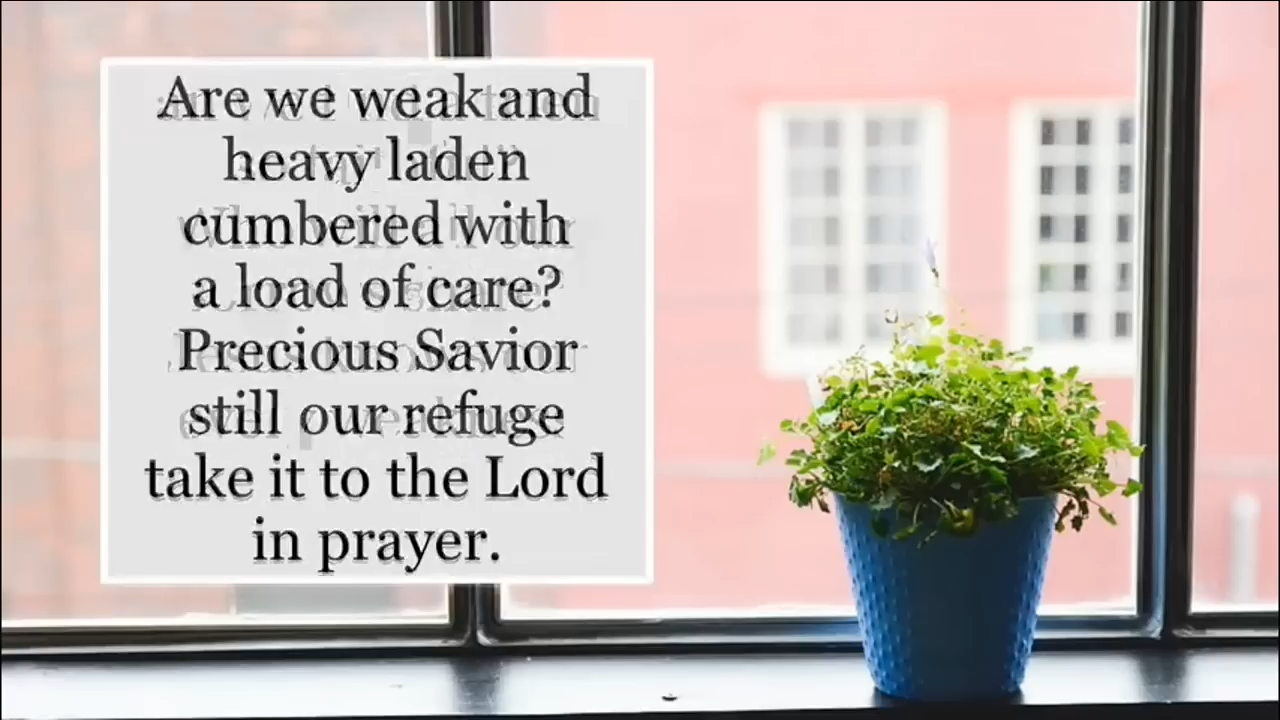 Are we weak and
heavy laden
cumbered with
a load of care?
Precious Savior
still our refuge
take it to the Lord
in prayer.